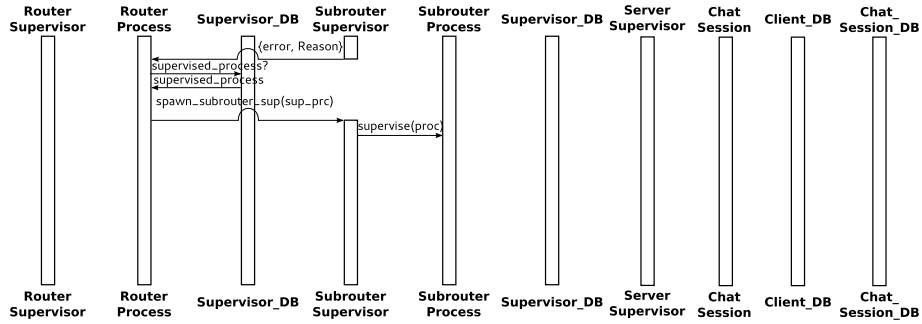 Router
Supervisor
Router
Process
Supervisor_DB
Subrouter
Supervisor
Subrouter
Process
Supervisor_DB
Server
Supervisor
Chat
Session
Client_DB
Chat_
Session_DB
{error, Reason}
supervised_process?
supervised_process
spawn_subrouter_sup(sup_prc)
supervise(proc)
Router
Supervisor
Router
Process
Supervisor_DB
Subrouter
Supervisor
Subrouter
Process
Supervisor_DB
Server
Supervisor
Chat
Session
Client_DB
Chat_
Session_DB